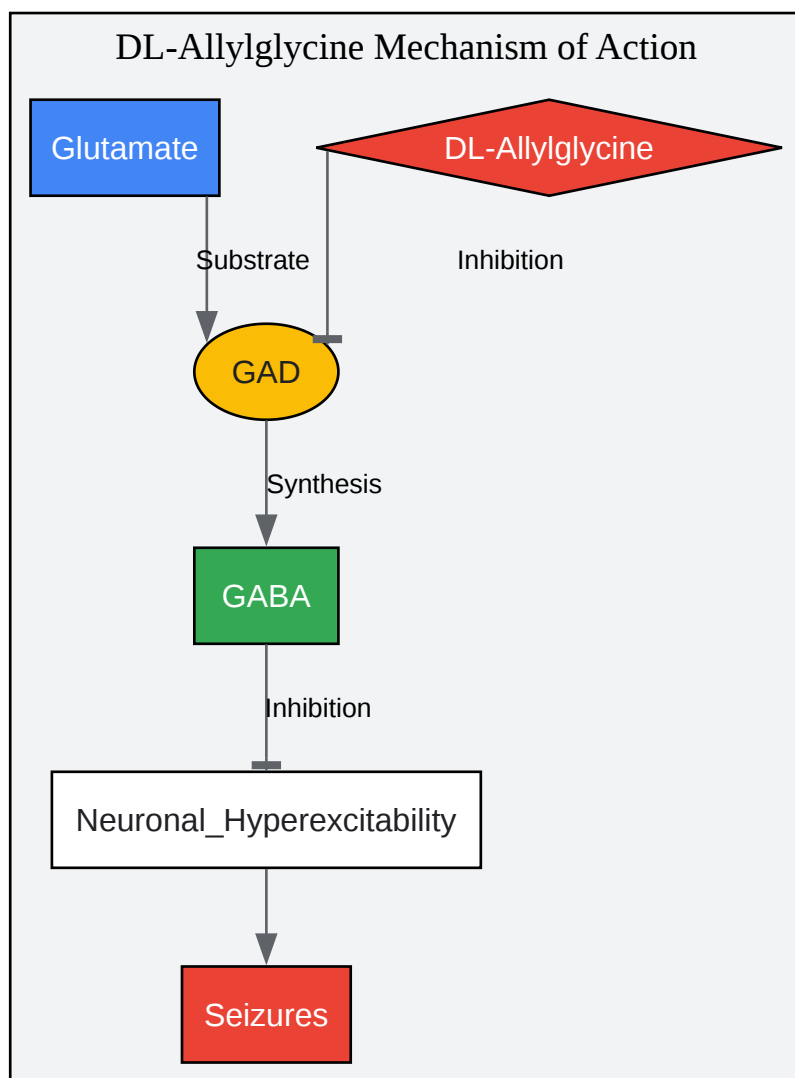 DL-Allylglycine Mechanism of Action
Glutamate
DL-Allylglycine
Substrate
Inhibition
GAD
Synthesis
GABA
Inhibition
Neuronal_Hyperexcitability
Seizures